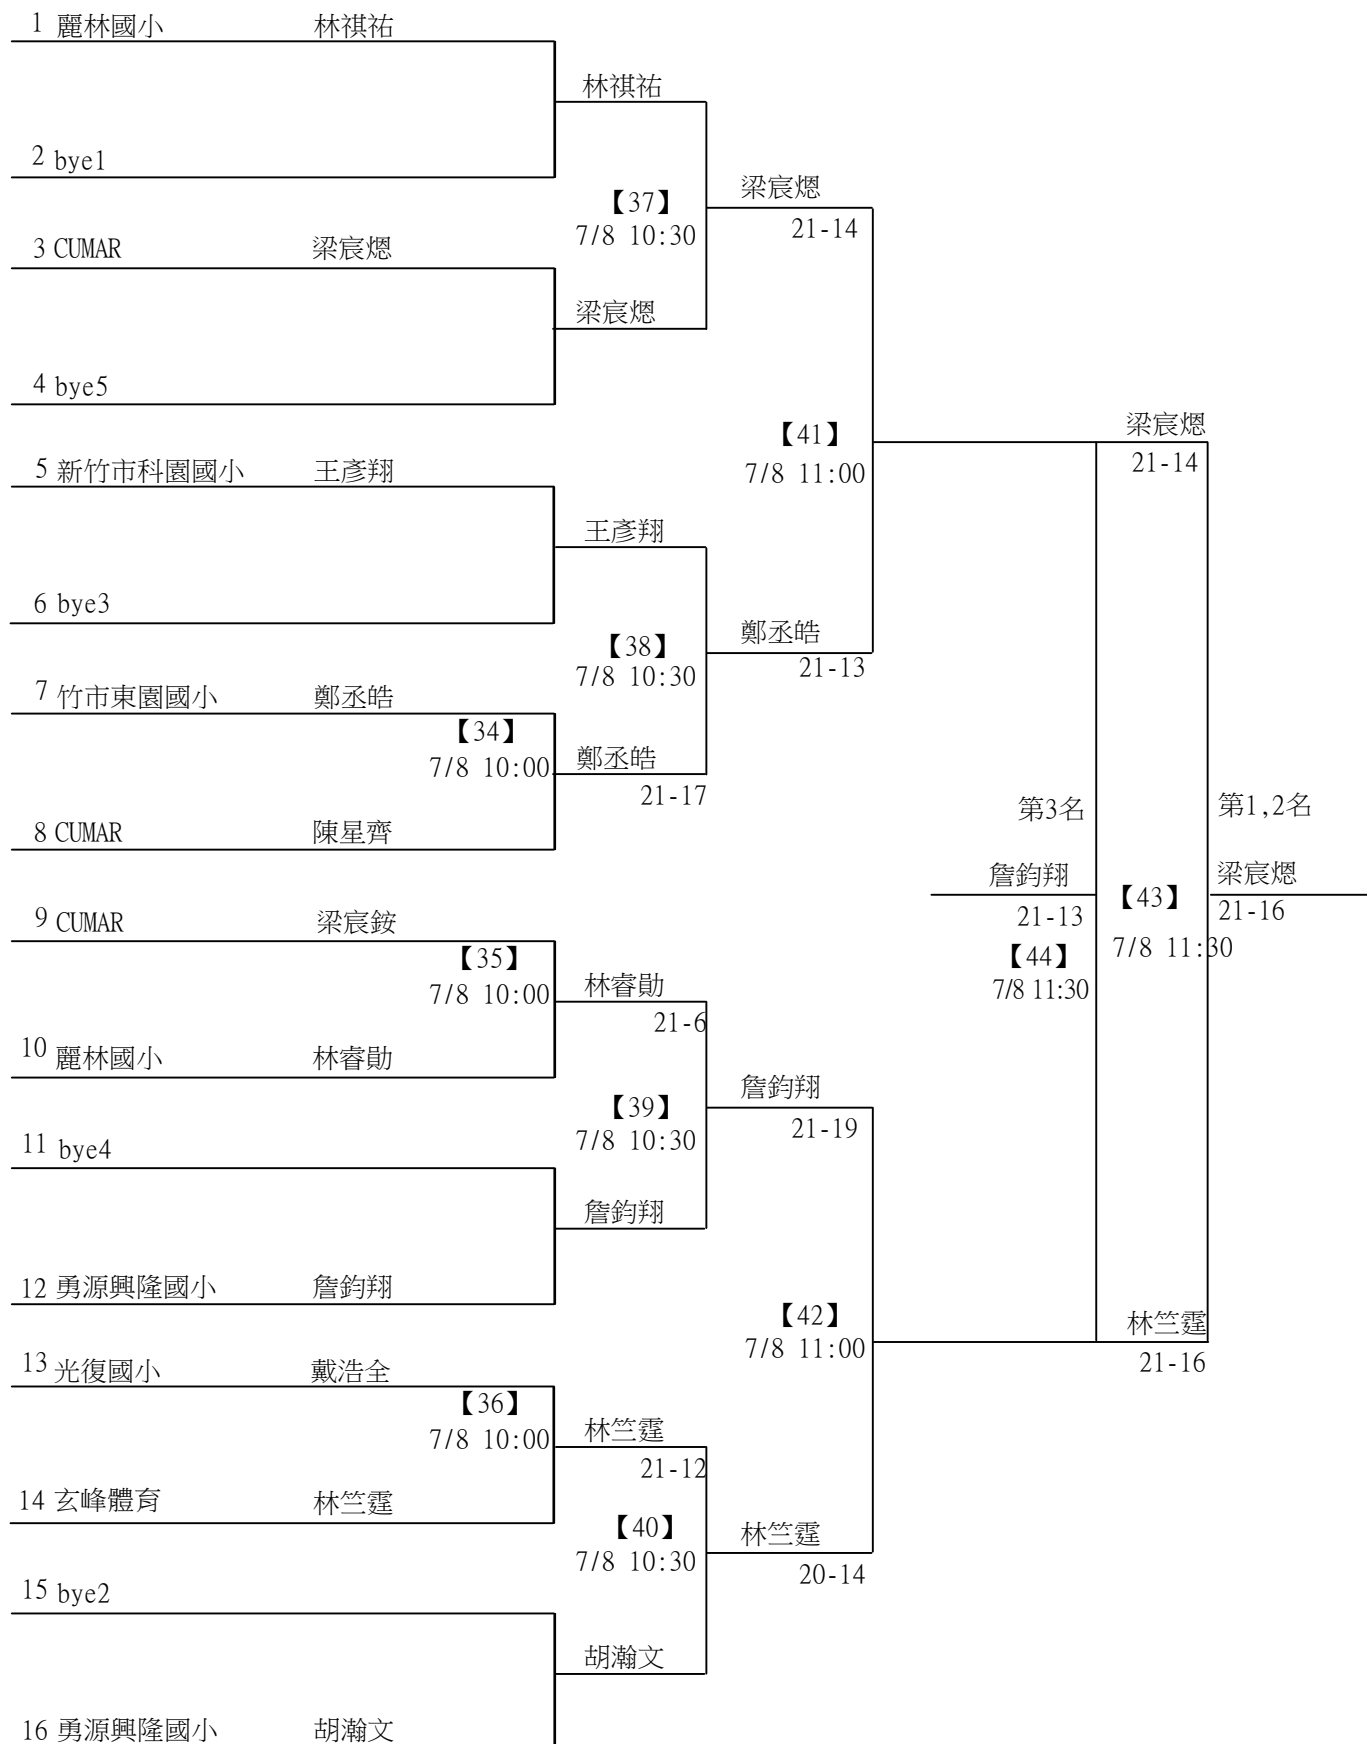 1 麗林國小 林祺祐
林祺祐
2 bye1
【37】
7/8 10:30
梁宸熜
21-14
3 CUMAR 梁宸熜
梁宸熜
4 bye5
【41】
7/8 11:00
梁宸熜
21-14
5 新竹市科園國小 王彥翔
王彥翔
6 bye3
【38】
7/8 10:30
鄭丞皓
21-13
7 竹市東園國小 鄭丞皓
【34】
7/8 10:00
鄭丞皓
21-17
8 CUMAR 陳星齊
第3名
第1,2名
詹鈞翔
21-13
【44】
7/8 11:30
【43】
7/8 11:30
梁宸熜
21-16
9 CUMAR 梁宸銨
【35】
7/8 10:00
林睿勛
21-6
10 麗林國小 林睿勛
【39】
7/8 10:30
詹鈞翔
21-19
11 bye4
詹鈞翔
12 勇源興隆國小 詹鈞翔
【42】
7/8 11:00
林竺霆
21-16
13 光復國小 戴浩全
【36】
7/8 10:00
林竺霆
21-12
14 玄峰體育 林竺霆
【40】
7/8 10:30
林竺霆
20-14
15 bye2
胡瀚文
16 勇源興隆國小 胡瀚文